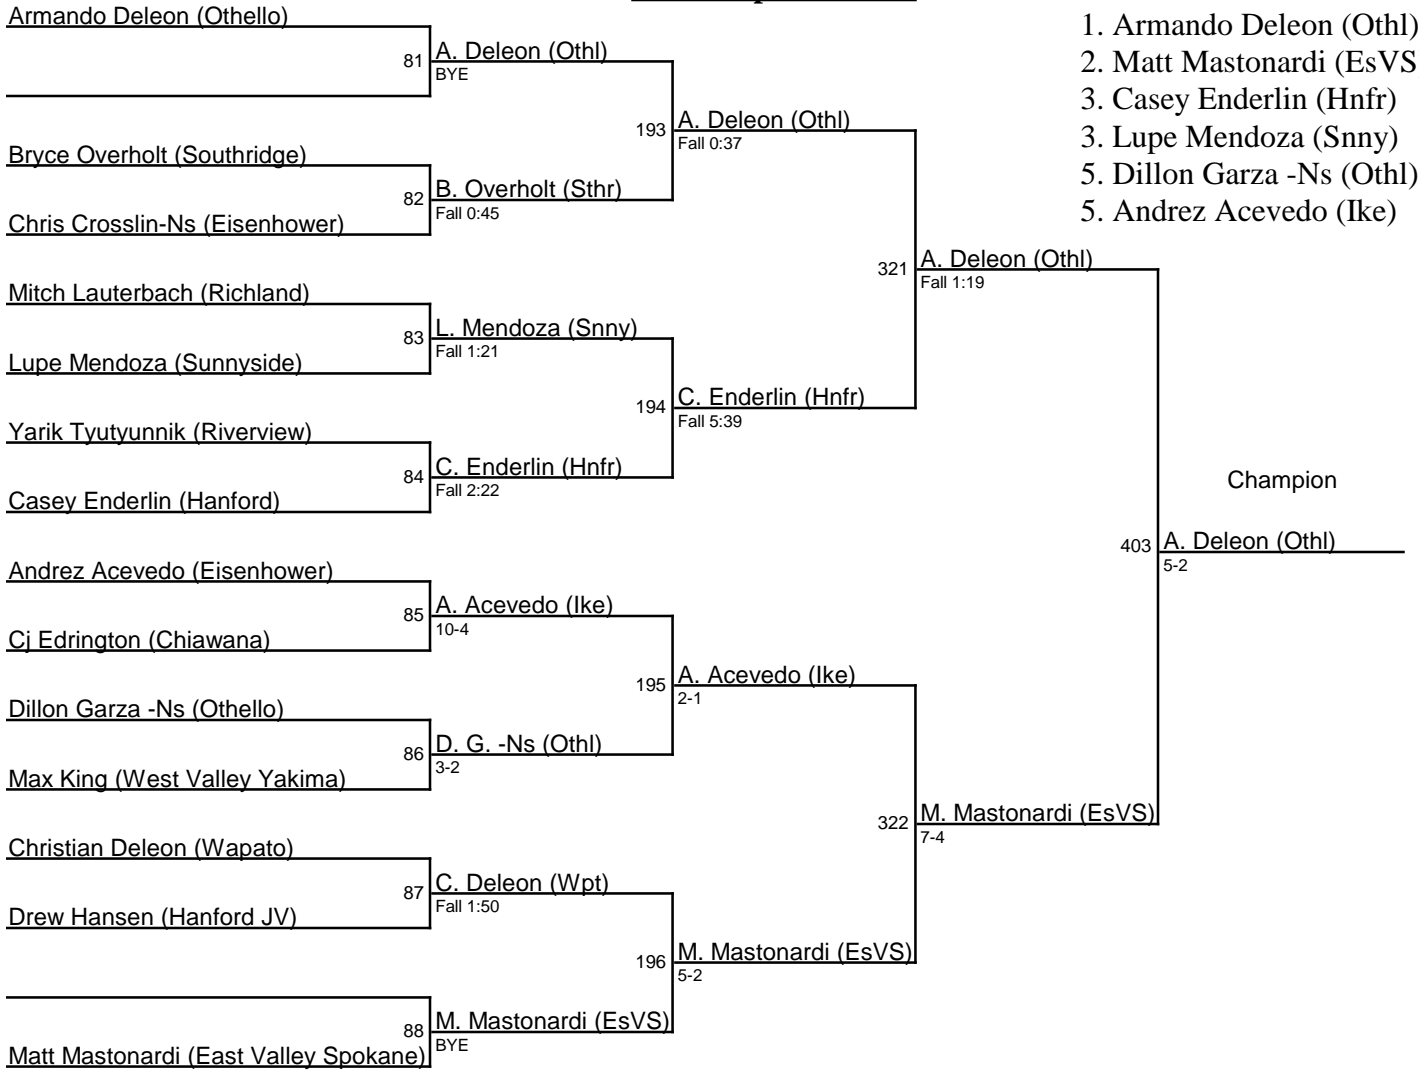 Armando Deleon (Othello)
81
A. Deleon (Othl)
BYE
193
A. Deleon (Othl)
Fall 0:37
Bryce Overholt (Southridge)
82
B. Overholt (Sthr)
Fall 0:45
Chris Crosslin-Ns (Eisenhower)
321
A. Deleon (Othl)
Fall 1:19
Mitch Lauterbach (Richland)
83
L. Mendoza (Snny)
Fall 1:21
Lupe Mendoza (Sunnyside)
194
C. Enderlin (Hnfr)
Fall 5:39
Yarik Tyutyunnik (Riverview)
84
C. Enderlin (Hnfr)
Fall 2:22
Casey Enderlin (Hanford)
Champion
403
A. Deleon (Othl)
5-2
Andrez Acevedo (Eisenhower)
85
A. Acevedo (Ike)
10-4
Cj Edrington (Chiawana)
195
A. Acevedo (Ike)
2-1
Dillon Garza -Ns (Othello)
86
D. G. -Ns (Othl)
3-2
Max King (West Valley Yakima)
322
M. Mastonardi (EsVS)
7-4
Christian Deleon (Wapato)
87
C. Deleon (Wpt)
Fall 1:50
Drew Hansen (Hanford JV)
196
M. Mastonardi (EsVS)
5-2
88
M. Mastonardi (EsVS)
BYE
Matt Mastonardi (East Valley Spokane)
1. Armando Deleon (Othl)
2. Matt Mastonardi (EsVS
3. Casey Enderlin (Hnfr)
3. Lupe Mendoza (Snny)
5. Dillon Garza -Ns (Othl)
5. Andrez Acevedo (Ike)